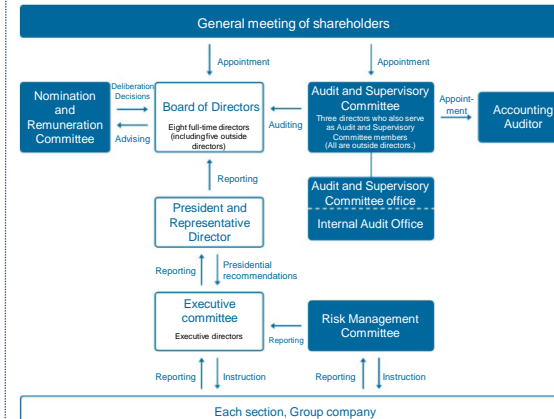 General meeting of shareholders
Appointment
Appointment
Nomination
and
Remuneration
Committee
Deliberation
Decisions
Advising
Board of Directors
Eight full-time directors
(including five outside
directors)
Auditing
Audit and Supervisory
Committee
Three directors who also serve
as Audit and Supervisory
Committee members
(All are outside directors.)
Appoint-
ment
Accounting
Auditor
Reporting
Audit and Supervisory
Committee office
Internal Audit Office
President and
Representative
Director
Reporting
Presidential
recommendations
Executive
committee
Executive directors
Reporting
Risk Management
Committee
Reporting
Instruction
Reporting
Instruction
Each section, Group company